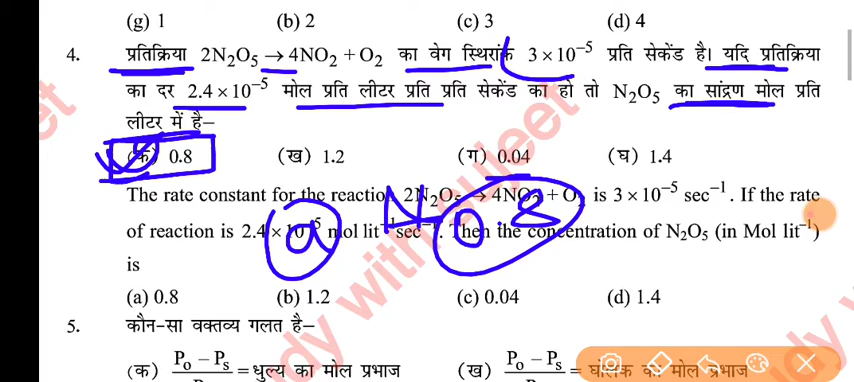 (g) 1 (b) 2 (c) 3 (d) 4
4. प्रतिक्रिया 2N₂O₅ → 4NO₂ + O₂ का वेग स्थिरांक 3 × 10⁻⁵ प्रति सेकेंड है। यदि प्रतिक्रिया
का दर 2.4 × 10⁻⁵ मोल प्रति लीटर प्रति प्रति सेकेंड का हो तो N₂O₅ का सांद्रण मोल प्रति
लीटर में है–
(क) 0.8 (ख) 1.2 (ग) 0.04 (घ) 1.4
The rate constant for the reaction 2N₂O₅ → 4NO₂ + O₂ is 3 × 10⁻⁵ sec⁻¹. If the rate
of reaction is 2.4 × 10⁻⁵ mol lit⁻¹ sec⁻¹. Then the concentration of N₂O₅ (in Mol lit⁻¹)
a N 0.8
is
(a) 0.8 (b) 1.2 (c) 0.04 (d) 1.4
5. कौन-सा वक्तव्य गलत है–
(क) P₀ – Pₛ = धुल्य का मोल प्रभाज (ख) P₀ – Pₛ = घोलक का मोल प्रभाज